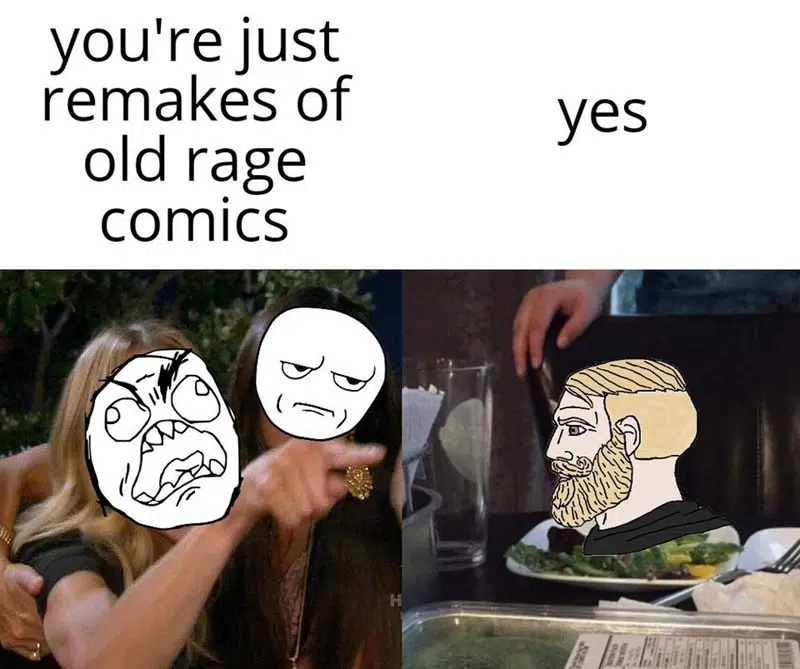 you're just
remakes of
old rage
comics
yes
H